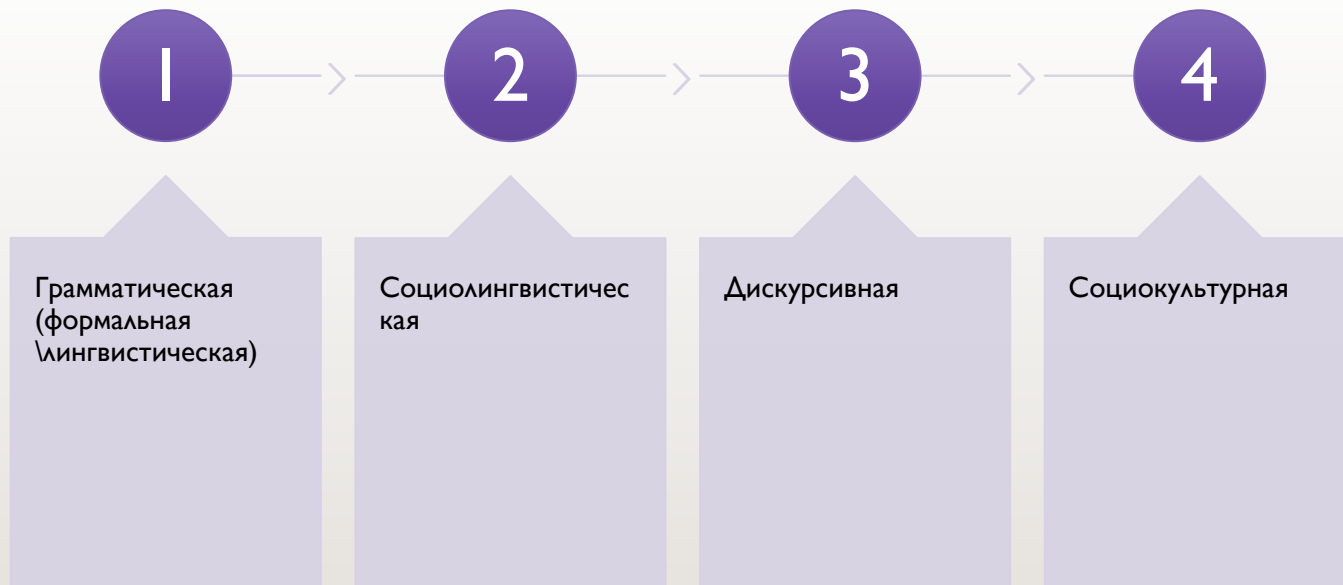 1
2
3
4
Грамматическая
(формальная
\лингвистическая)
Социолингвистичес
кая
Дискурсивная
Социокультурная